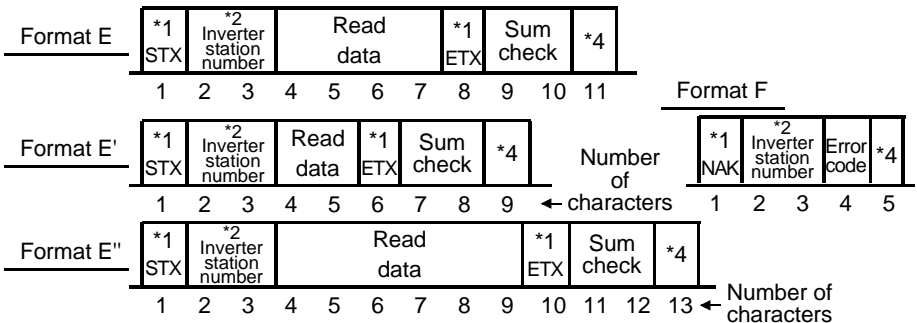 Format E
*1 STX
*2 Inverter station number
Read data
*1 ETX
Sum check
*4
1 2 3 4 5 6 7 8 9 10 11
Format F
*1 NAK
*2 Inverter station number
Error code
*4
1 2 3 4 5
Format E'
*1 STX
*2 Inverter station number
Read data
*1 ETX
Sum check
*4
1 2 3 4 5 6 7 8 9
Number of characters
Format E"
*1 STX
*2 Inverter station number
Read data
*1 ETX
Sum check
*4
1 2 3 4 5 6 7 8 9 10 11 12 13
Number of characters